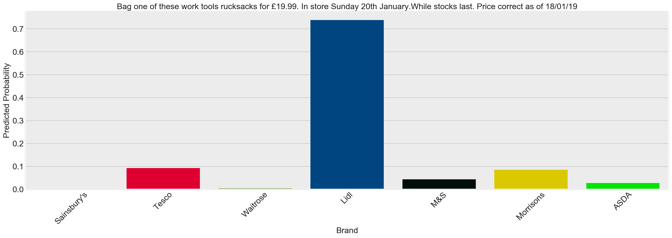 Bag one of these work tools rucksacks for £19.99. In store Sunday 20th January.While stocks last. Price correct as of 18/01/19
Predicted Probability
0.7
0.6
0.5
0.4
0.3
0.2
0.1
0.0
Sainsbury's
Tesco
Waitrose
Lidl
M&S
Morrisons
ASDA
Brand